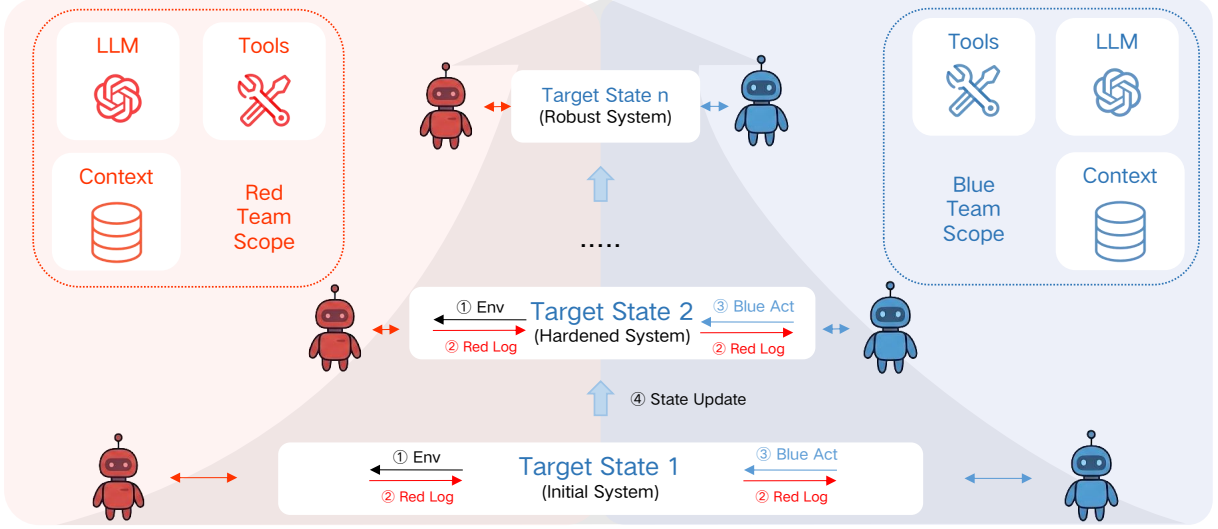 LLM
Tools
Context
Red
Team
Scope
Target State n
(Robust System)
Tools
LLM
Blue
Team
Scope
Context
.....
① Env
② Red Log
Target State 2
(Hardened System)
③ Blue Act
② Red Log
④ State Update
① Env
② Red Log
Target State 1
(Initial System)
③ Blue Act
② Red Log